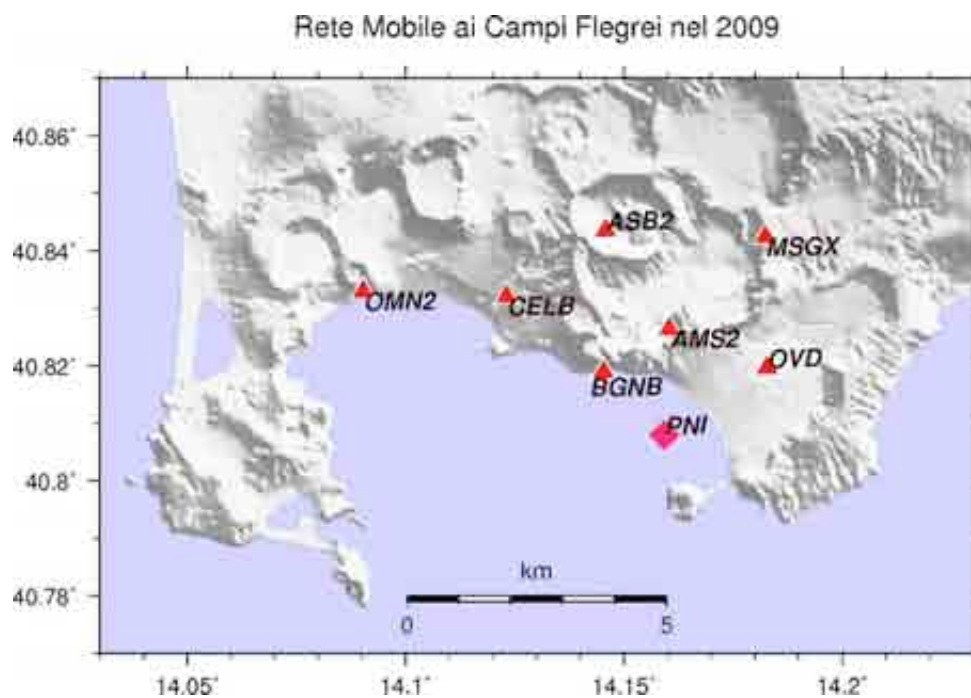 Rete Mobile ai Campi Flegrei nel 2009
40.86˚
40.84˚
40.82˚
40.8˚
40.78˚
ASB2
MSGX
OMN2
CELB
AMS2
OVD
BGNB
PNI
km
0 5
14.05˚ 14.1˚ 14.15˚ 14.2˚